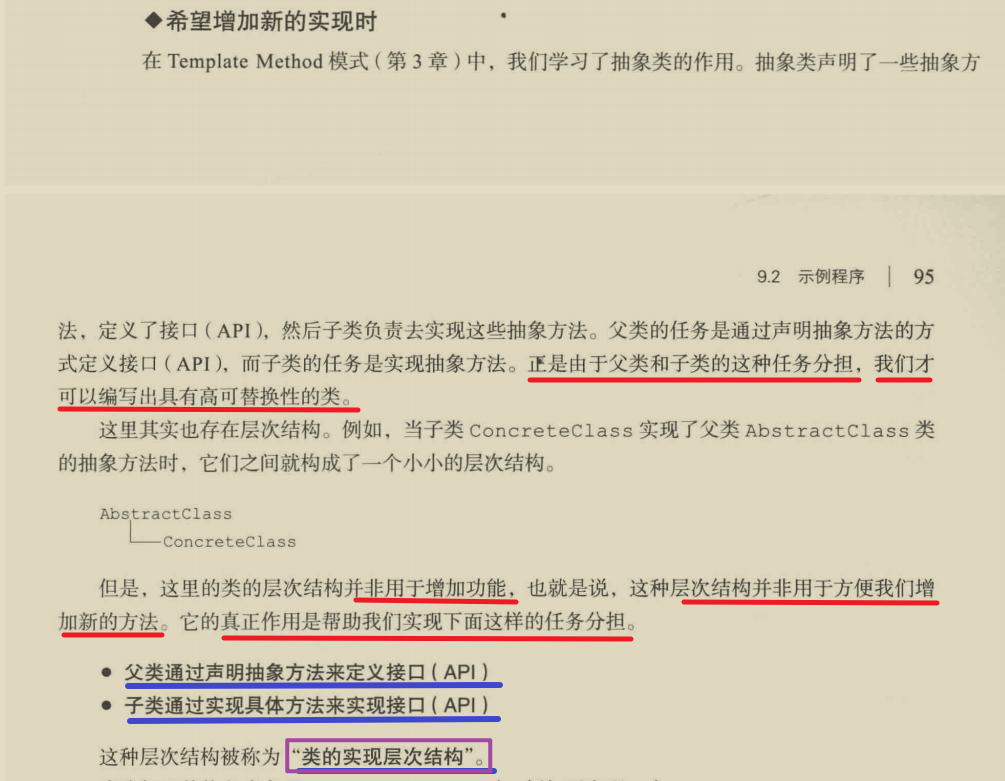 ◆希望增加新的实现时
在 Template Method 模式(第 3 章)中，我们学习了抽象类的作用。抽象类声明了一些抽象方
9.2 示例程序 | 95
法，定义了接口(API)，然后子类负责去实现这些抽象方法。父类的任务是通过声明抽象方法的方
式定义接口(API)，而子类的任务是实现抽象方法。正是由于父类和子类的这种任务分担，我们才
可以编写出具有高可替换性的类。
这里其实也存在层次结构。例如，当子类 ConcreteClass 实现了父类 AbstractClass 类
的抽象方法时，它们之间就构成了一个小小的层次结构。
AbstractClass
ConcreteClass
但是，这里的类的层次结构并非用于增加功能，也就是说，这种层次结构并非用于方便我们增
加新的方法。它的真正作用是帮助我们实现下面这样的任务分担。
● 父类通过声明抽象方法来定义接口(API)
● 子类通过实现具体方法来实现接口(API)
这种层次结构被称为“类的实现层次结构”。